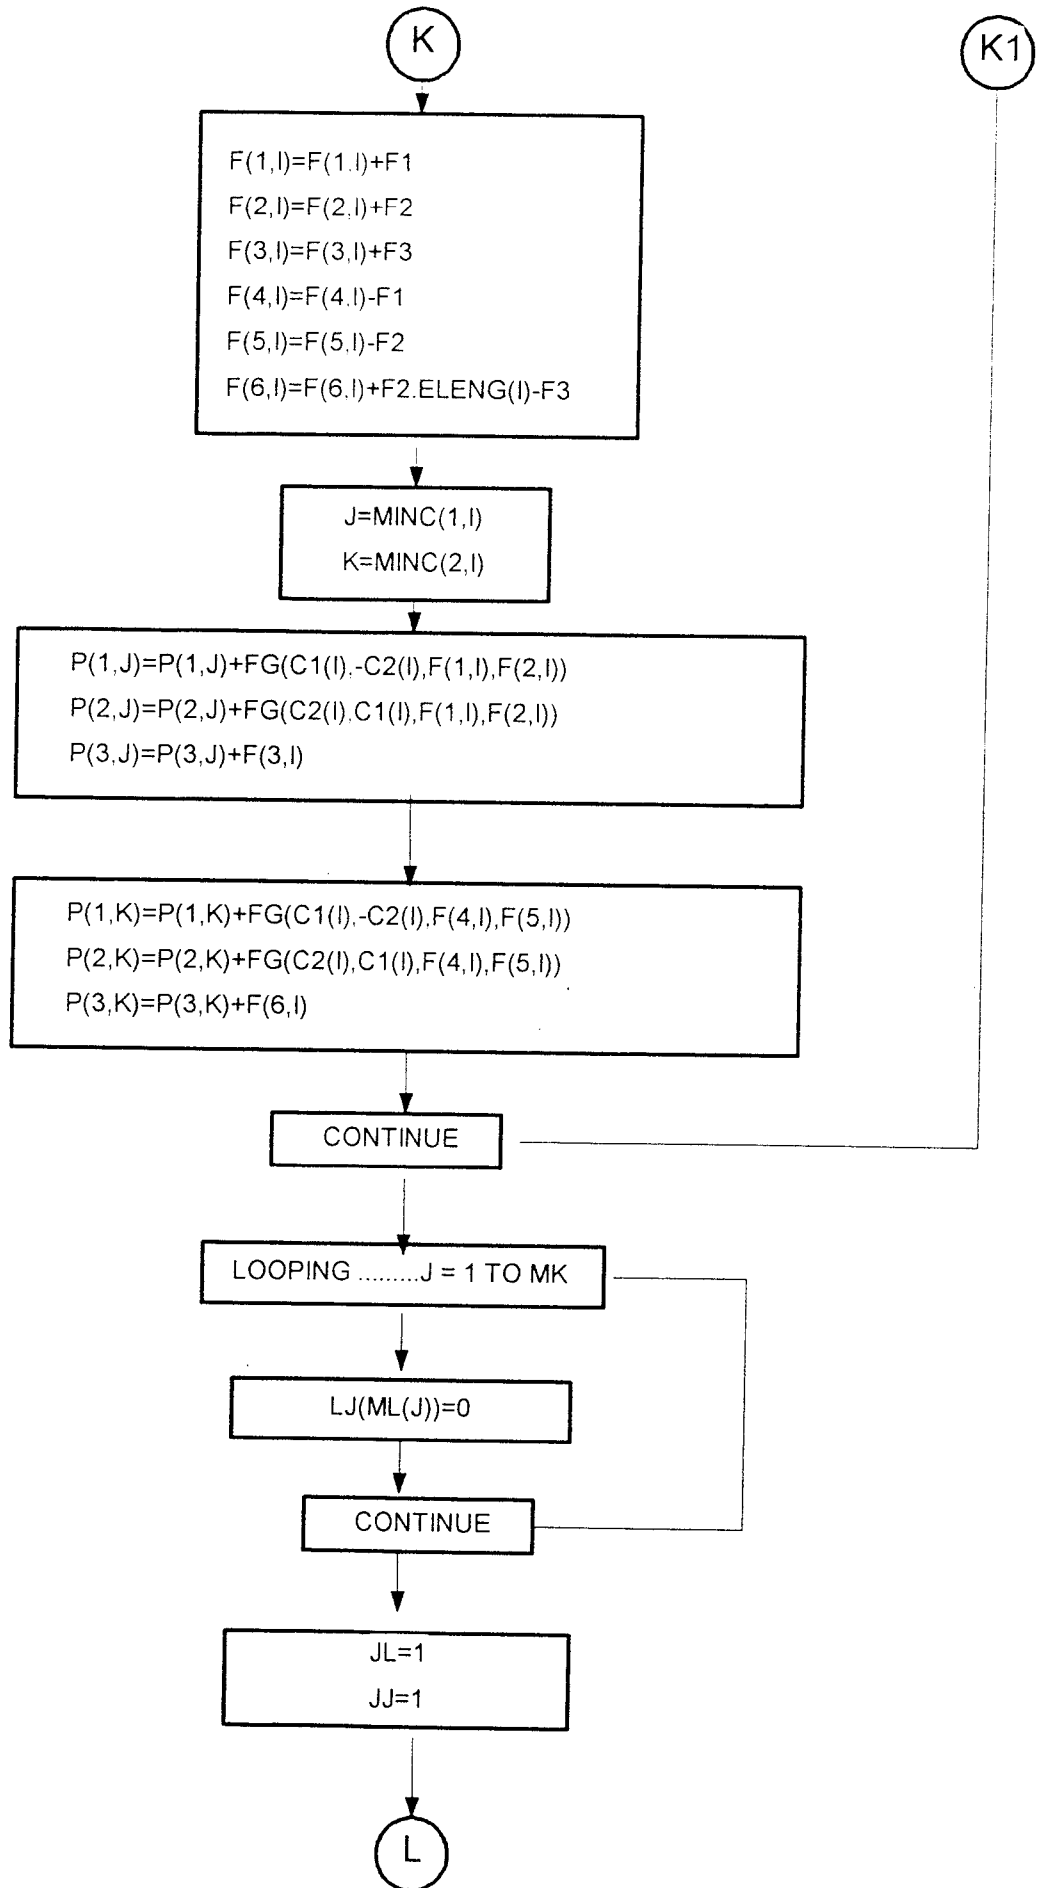 K
K1
F(1,I)=F(1,I)+F1
F(2,I)=F(2,I)+F2
F(3,I)=F(3,I)+F3
F(4,I)=F(4,I)-F1
F(5,I)=F(5,I)-F2
F(6,I)=F(6,I)+F2.ELENG(I)-F3
J=MINC(1,I)
K=MINC(2,I)
P(1,J)=P(1,J)+FG(C1(I),-C2(I),F(1,I),F(2,I))
P(2,J)=P(2,J)+FG(C2(I),C1(I),F(1,I),F(2,I))
P(3,J)=P(3,J)+F(3,I)
P(1,K)=P(1,K)+FG(C1(I),-C2(I),F(4,I),F(5,I))
P(2,K)=P(2,K)+FG(C2(I),C1(I),F(4,I),F(5,I))
P(3,K)=P(3,K)+F(6,I)
CONTINUE
LOOPING .........J = 1 TO MK
LJ(ML(J))=0
CONTINUE
JL=1
JJ=1
L